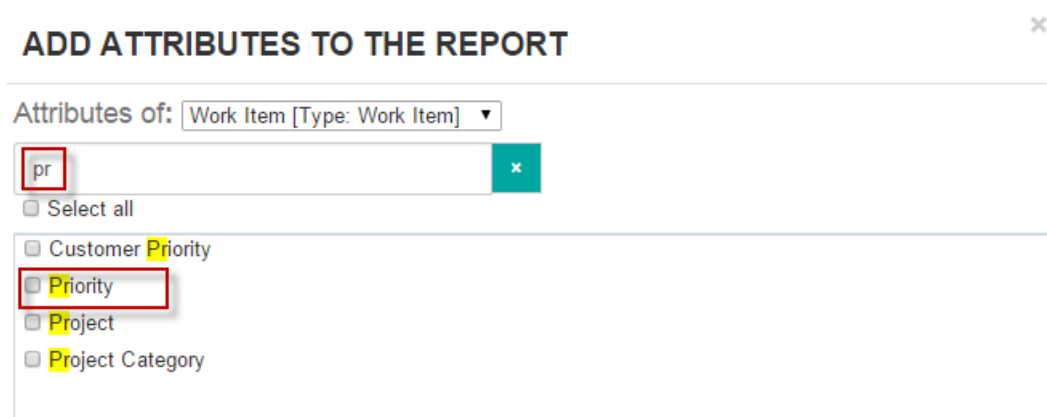 ADD ATTRIBUTES TO THE REPORT
×
Attributes of: Work Item [Type: Work Item] ▼
pr ×
Select all
Customer Priority
Priority
Project
Project Category